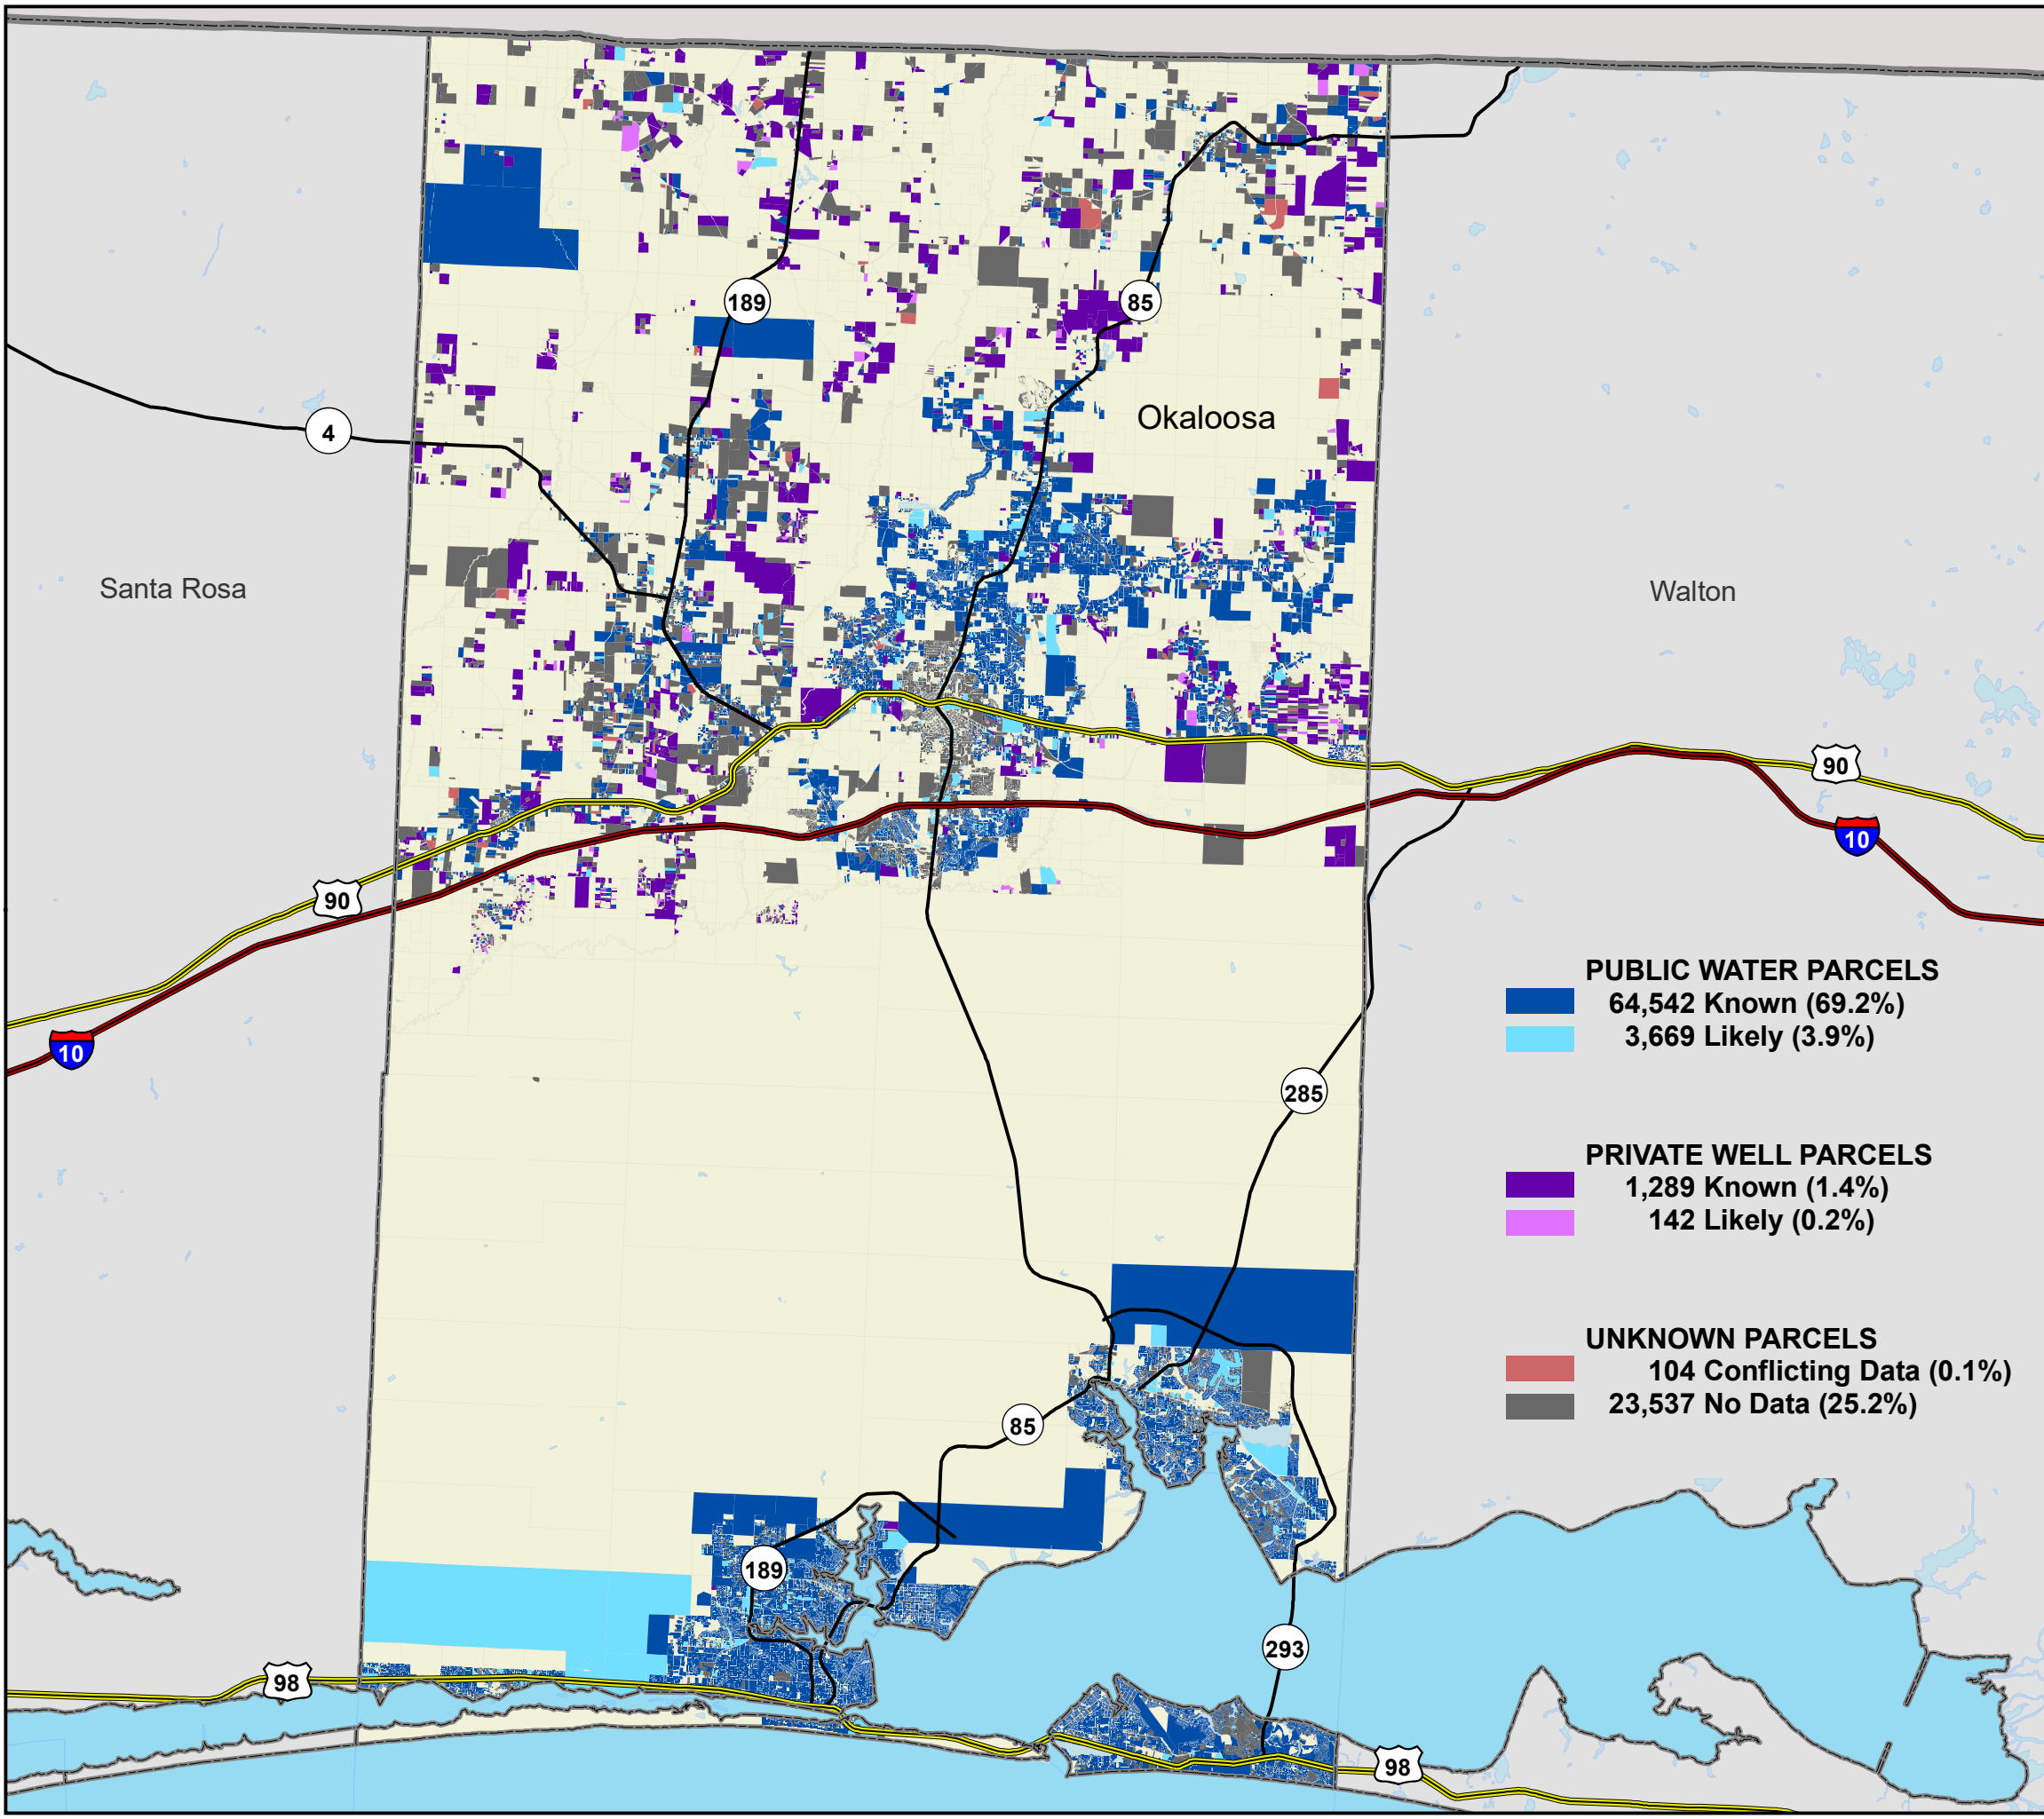 189
85
Okaloosa
4
Santa Rosa
Walton
90
10
90
10
PUBLIC WATER PARCELS
64,542 Known (69.2%)
3,669 Likely (3.9%)
285
PRIVATE WELL PARCELS
1,289 Known (1.4%)
142 Likely (0.2%)
UNKNOWN PARCELS
104 Conflicting Data (0.1%)
23,537 No Data (25.2%)
85
189
293
98
98